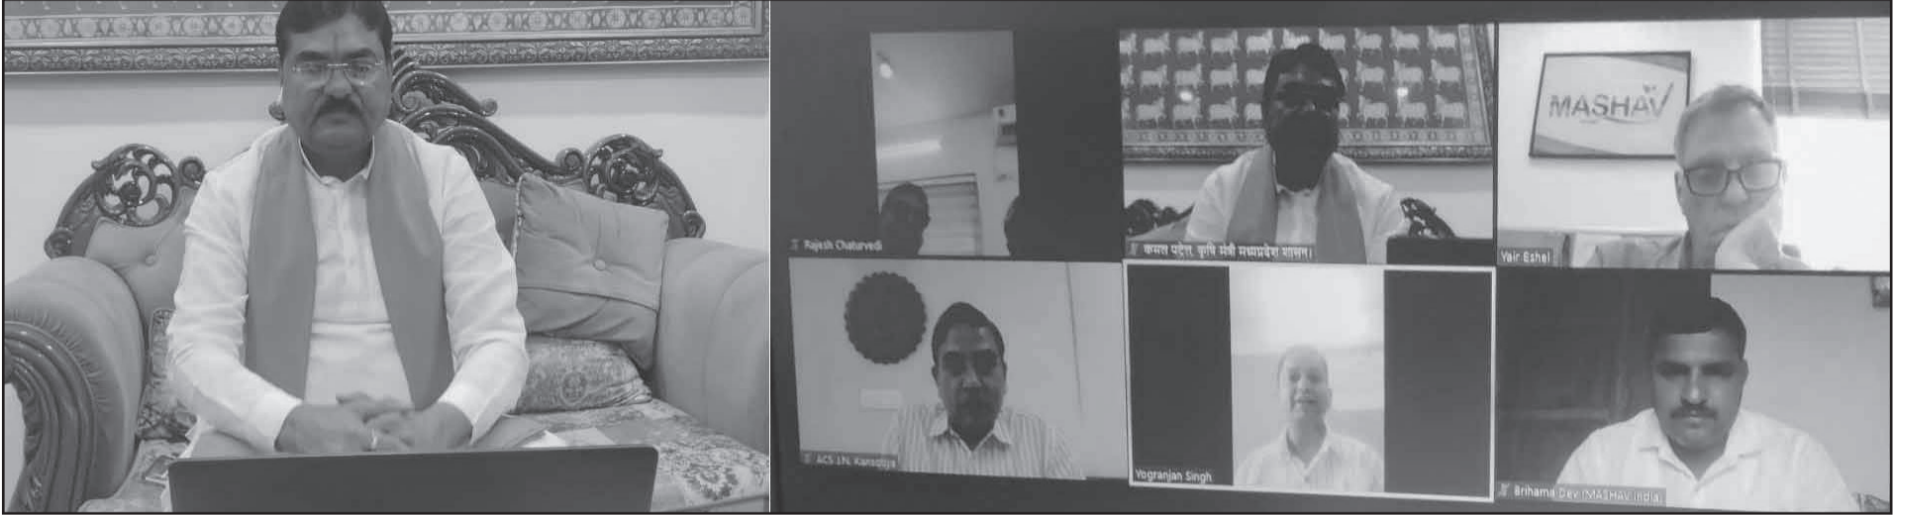 Rajesh Chaturvedi
कमल पटेल, कृषि मंत्री मध्यप्रदेश शासन।
MASHAV
Yair Eshel
ACS J.N. Kansotiya
Yogranjan Singh
Brihama Dev (MASHAV India)